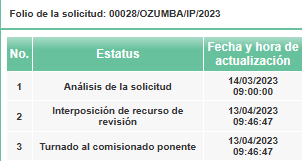 Folio de la solicitud: 00028/OZUMBA/IP/2023
No. Estatus Fecha y hora de
actualización
1 Análisis de la solicitud 14/03/2023
09:00:00
2 Interposición de recurso de
revisión 13/04/2023
09:46:47
3 Turnado al comisionado ponente 13/04/2023
09:46:47